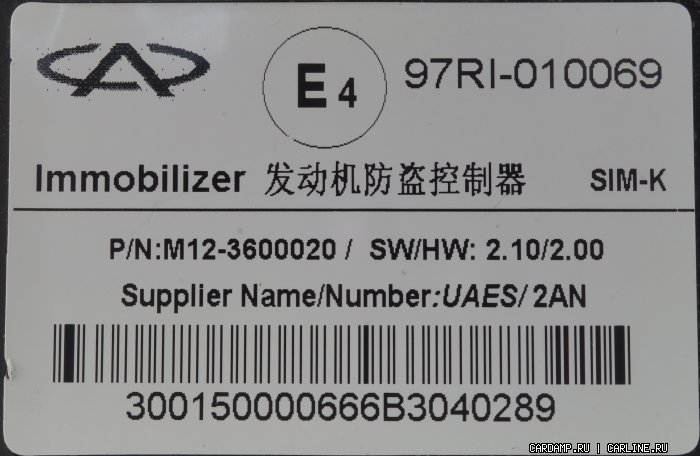 E4 97RI-010069
Immobilizer 发动机防盗控制器 SIM-K
P/N:M12-3600020 / SW/HW: 2.10/2.00
Supplier Name/Number:UAES/ 2AN
300150000666B3040289
CARDAMP.RU | CARLINE.RU